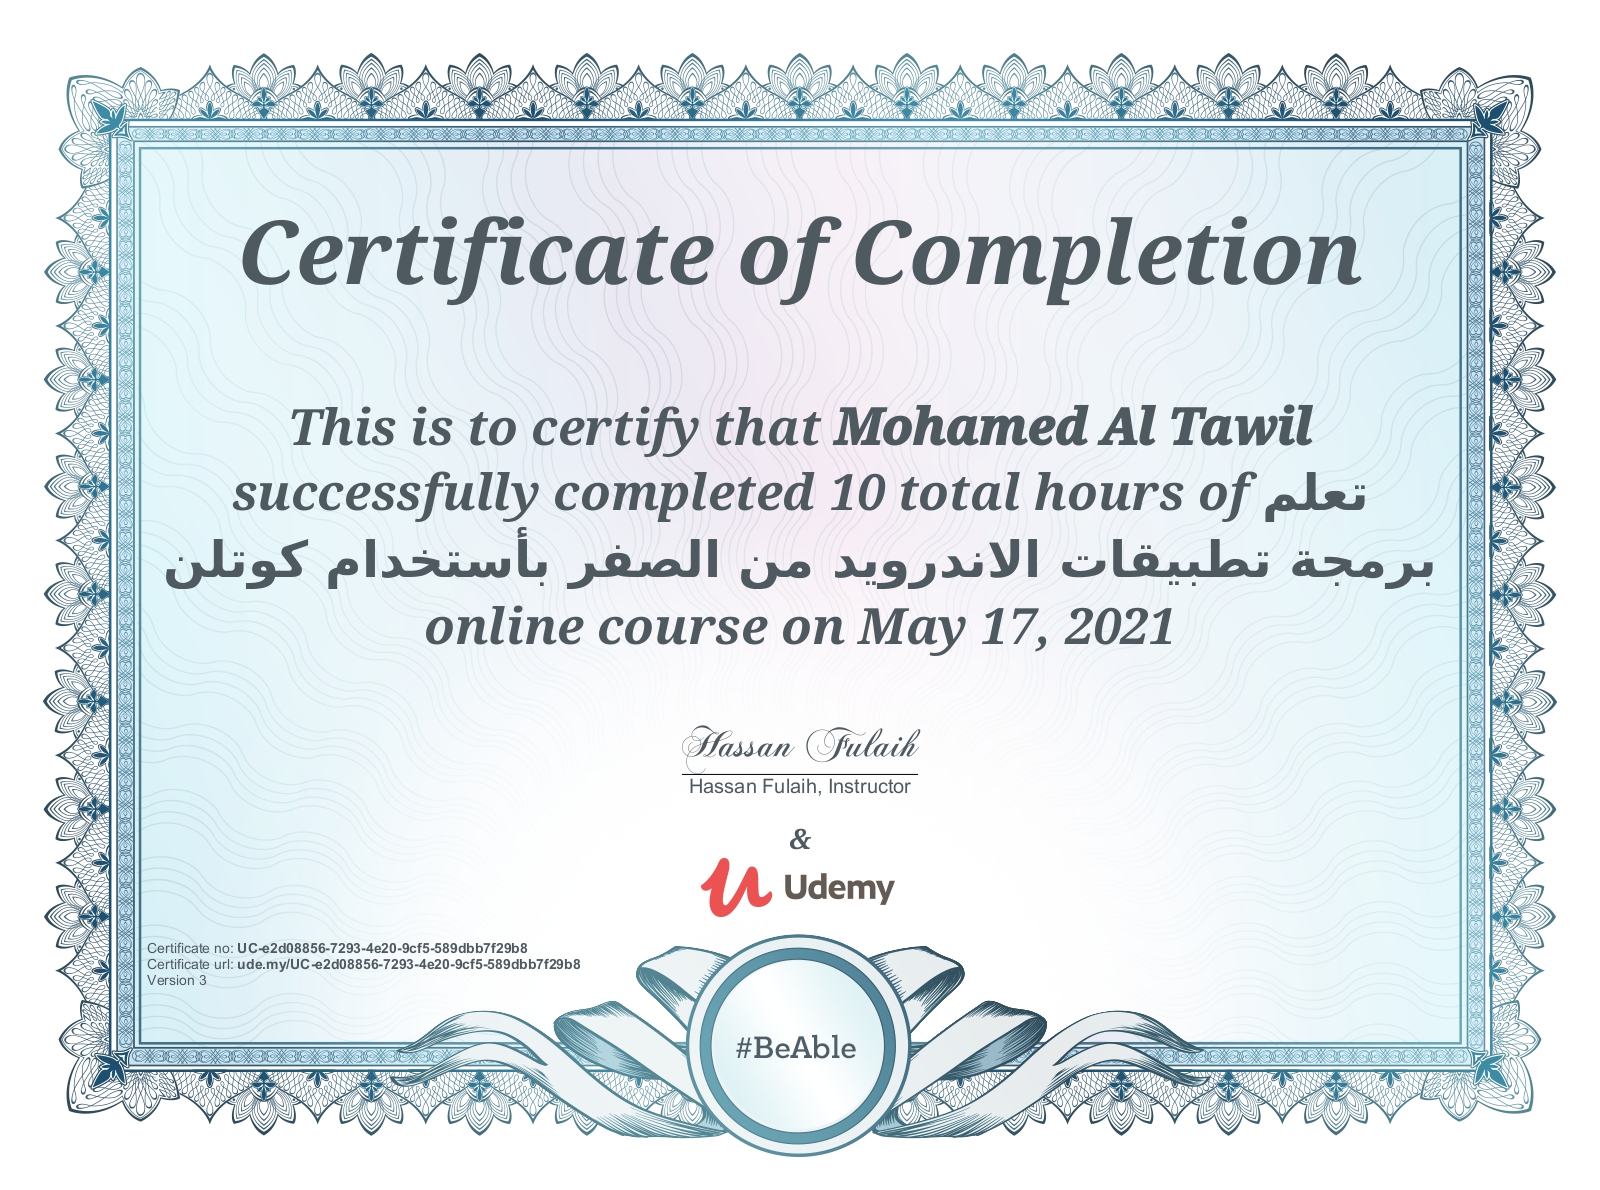 Certificate of Completion
This is to certify that Mohamed Al Tawil
successfully completed 10 total hours of تعلم
برمجة تطبيقات الاندرويد من الصفر بأستخدام كوتلن
online course on May 17, 2021
Hassan Fulaih
Hassan Fulaih, Instructor
&
Udemy
Certificate no: UC-e2d08856-7293-4e20-9cf5-589dbb7f29b8
Certificate url: ude.my/UC-e2d08856-7293-4e20-9cf5-589dbb7f29b8
Version 3
#BeAble